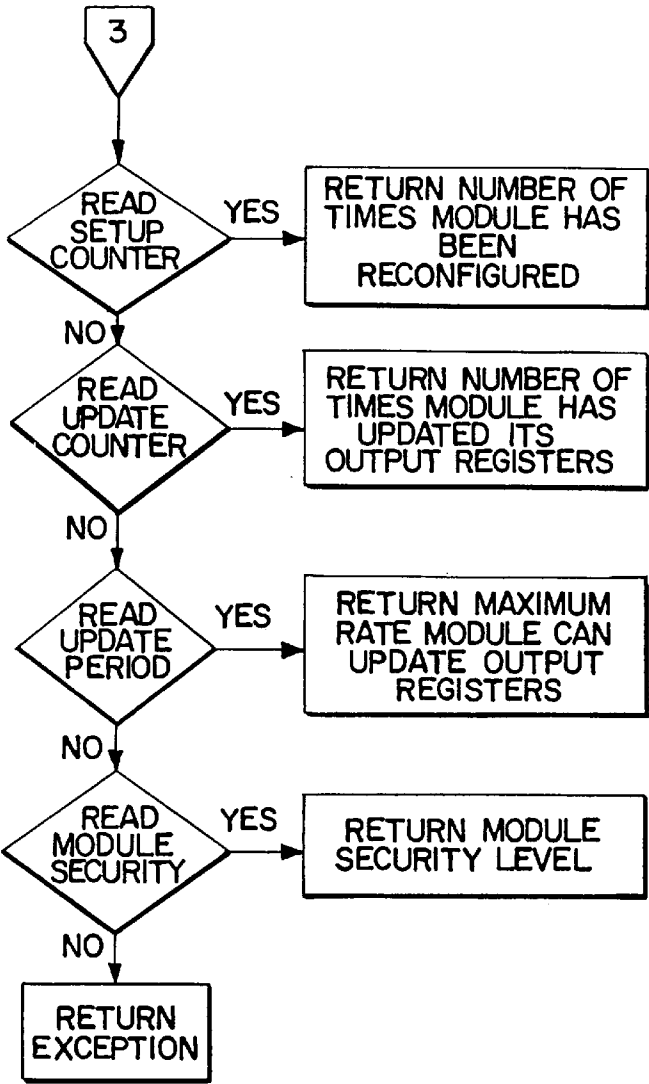 3
READ
SETUP
COUNTER
YES
RETURN NUMBER OF
TIMES MODULE HAS
BEEN
RECONFIGURED
NO
READ
UPDATE
COUNTER
YES
RETURN NUMBER OF
TIMES MODULE HAS
UPDATED ITS
OUTPUT REGISTERS
NO
READ
UPDATE
PERIOD
YES
RETURN MAXIMUM
RATE MODULE CAN
UPDATE OUTPUT
REGISTERS
NO
READ
MODULE
SECURITY
YES
RETURN MODULE
SECURITY LEVEL
NO
RETURN
EXCEPTION